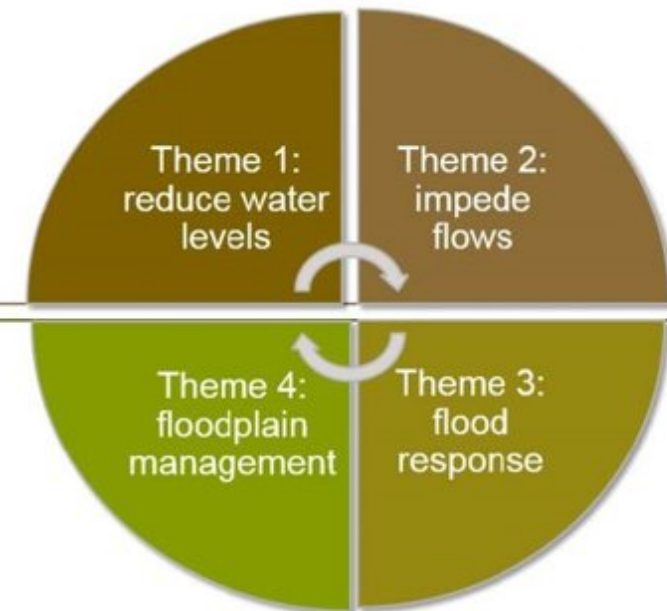 Theme 1:
reduce water
levels
Theme 2:
impede
flows
Theme 3:
flood
response
Theme 4:
floodplain
management